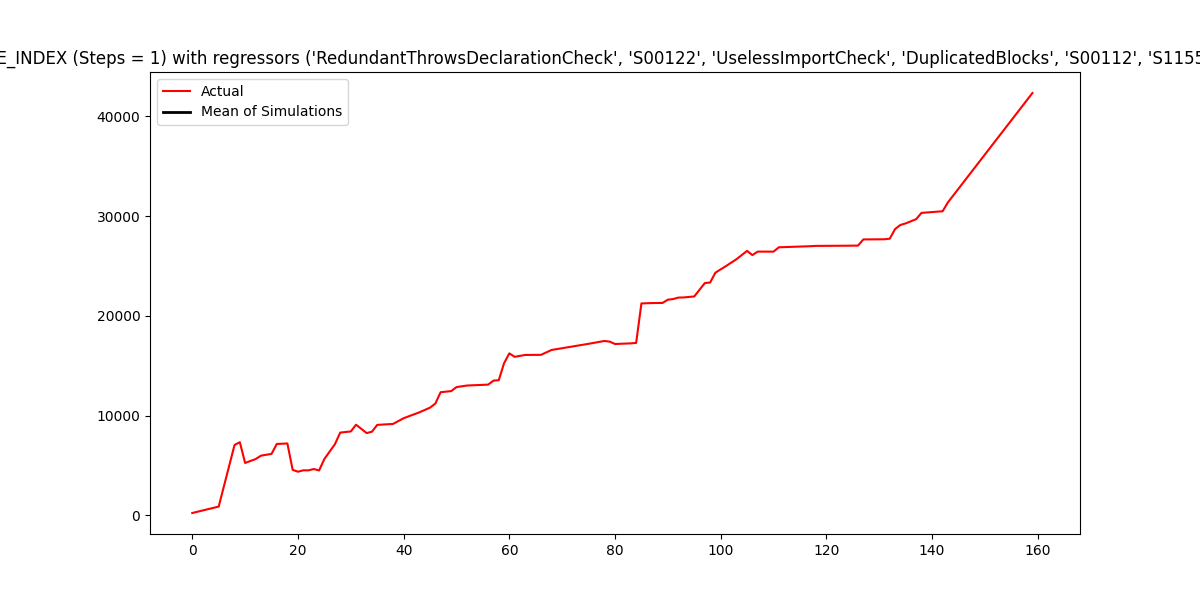 E_INDEX (Steps = 1) with regressors ('RedundantThrowsDeclarationCheck', 'S00122', 'UselessImportCheck', 'DuplicatedBlocks', 'S00112', 'S1155
Actual
Mean of Simulations
40000
30000
20000
10000
0
0 20 40 60 80 100 120 140 160